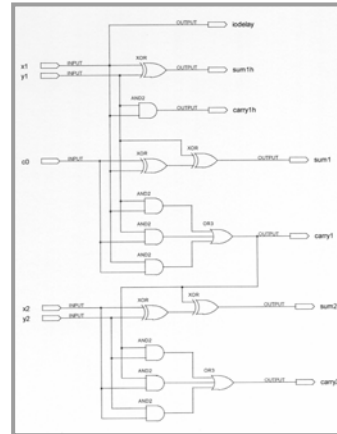 OUTPUT iodelay
x1 INPUT XOR OUTPUT sum1h
y1 INPUT
AND2 OUTPUT carry1h
XOR
c0 INPUT XOR OUTPUT sum1
AND2
AND2 OR3 OUTPUT carry1
AND2
x2 INPUT XOR XOR OUTPUT sum2
y2 INPUT
AND2
AND2 OR3 OUTPUT carry2
AND2